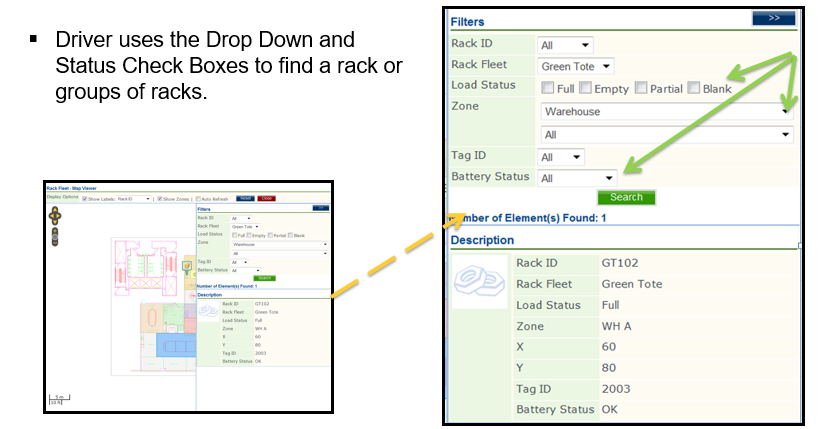 ▪ Driver uses the Drop Down and
Status Check Boxes to find a rack or
groups of racks.
Filters >>
Rack ID All
Rack Fleet Green Tote
Load Status Full Empty Partial Blank
Zone Warehouse
All
Tag ID All
Battery Status All
Search
Number of Element(s) Found: 1
Description
Rack ID GT102
Rack Fleet Green Tote
Load Status Full
Zone WH A
X 60
Y 80
Tag ID 2003
Battery Status OK
Rack Fleet - Map Viewer
Display Options Show Labels: Rack ID Show Zones | Auto Refresh Reset Close
Filters >>
Rack ID All
Rack Fleet Green Tote
Load Status Full Empty Partial Blank
Zone Warehouse
All
Tag ID All
Battery Status All
Search
Number of Element(s) Found: 1
Description
Rack ID GT102
Rack Fleet Green Tote
Load Status Full
Zone WH A
X 60
Y 80
Tag ID 2003
Battery Status OK